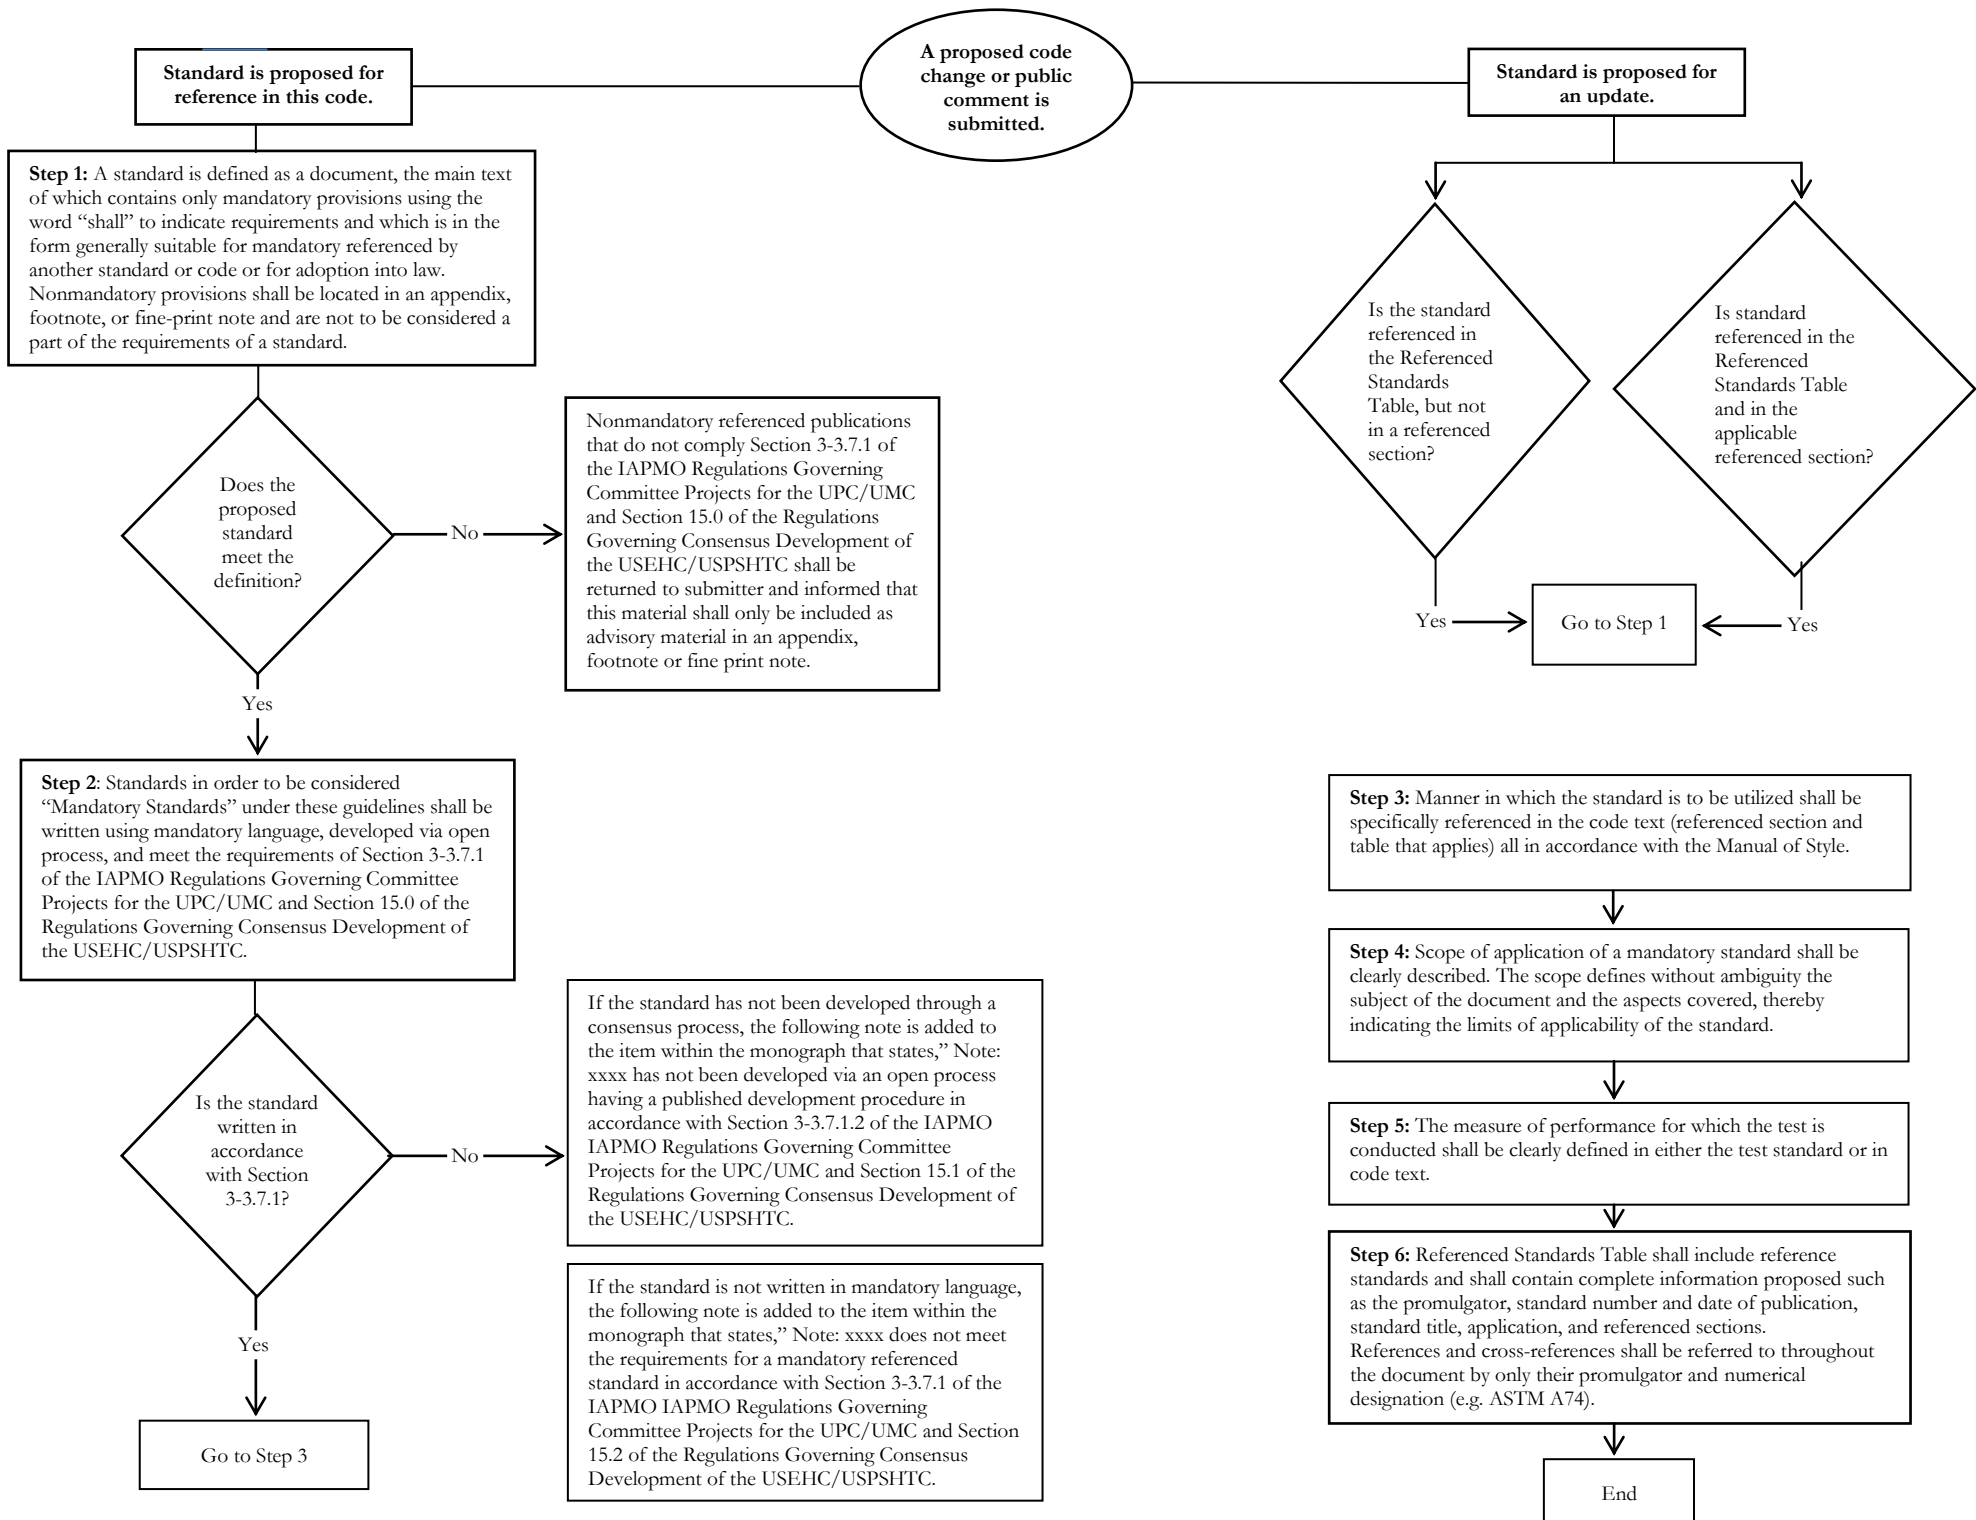 A proposed code
change or public
comment is
submitted.
Standard is proposed for
reference in this code.
Step 1: A standard is defined as a document, the main text
of which contains only mandatory provisions using the
word “shall” to indicate requirements and which is in the
form generally suitable for mandatory referenced by
another standard or code or for adoption into law.
Nonmandatory provisions shall be located in an appendix,
footnote, or fine-print note and are not to be considered a
part of the requirements of a standard.
Does the
proposed
standard
meet the
definition?
No
Nonmandatory referenced publications
that do not comply Section 3-3.7.1 of
the IAPMO Regulations Governing
Committee Projects for the UPC/UMC
and Section 15.0 of the Regulations
Governing Consensus Development of
the USEHC/USPSHTC shall be
returned to submitter and informed that
this material shall only be included as
advisory material in an appendix,
footnote or fine print note.
Yes
Step 2: Standards in order to be considered
“Mandatory Standards” under these guidelines shall be
written using mandatory language, developed via open
process, and meet the requirements of Section 3-3.7.1
of the IAPMO Regulations Governing Committee
Projects for the UPC/UMC and Section 15.0 of the
Regulations Governing Consensus Development of
the USEHC/USPSHTC.
Is the standard
written in
accordance
with Section
3-3.7.1?
No
If the standard has not been developed through a
consensus process, the following note is added to
the item within the monograph that states,” Note:
xxxx has not been developed via an open process
having a published development procedure in
accordance with Section 3-3.7.1.2 of the IAPMO
IAPMO Regulations Governing Committee
Projects for the UPC/UMC and Section 15.1 of the
Regulations Governing Consensus Development of
the USEHC/USPSHTC.
If the standard is not written in mandatory language,
the following note is added to the item within the
monograph that states,” Note: xxxx does not meet
the requirements for a mandatory referenced
standard in accordance with Section 3-3.7.1 of the
IAPMO IAPMO Regulations Governing
Committee Projects for the UPC/UMC and Section
15.2 of the Regulations Governing Consensus
Development of the USEHC/USPSHTC.
Yes
Go to Step 3
Standard is proposed for
an update.
Is the standard
referenced in
the Referenced
Standards
Table, but not
in a referenced
section?
Is standard
referenced in the
Referenced
Standards Table
and in the
applicable
referenced section?
Yes
Go to Step 1
Yes
Step 3: Manner in which the standard is to be utilized shall be
specifically referenced in the code text (referenced section and
table that applies) all in accordance with the Manual of Style.
Step 4: Scope of application of a mandatory standard shall be
clearly described. The scope defines without ambiguity the
subject of the document and the aspects covered, thereby
indicating the limits of applicability of the standard.
Step 5: The measure of performance for which the test is
conducted shall be clearly defined in either the test standard or in
code text.
Step 6: Referenced Standards Table shall include reference
standards and shall contain complete information proposed such
as the promulgator, standard number and date of publication,
standard title, application, and referenced sections.
References and cross-references shall be referred to throughout
the document by only their promulgator and numerical
designation (e.g. ASTM A74).
End